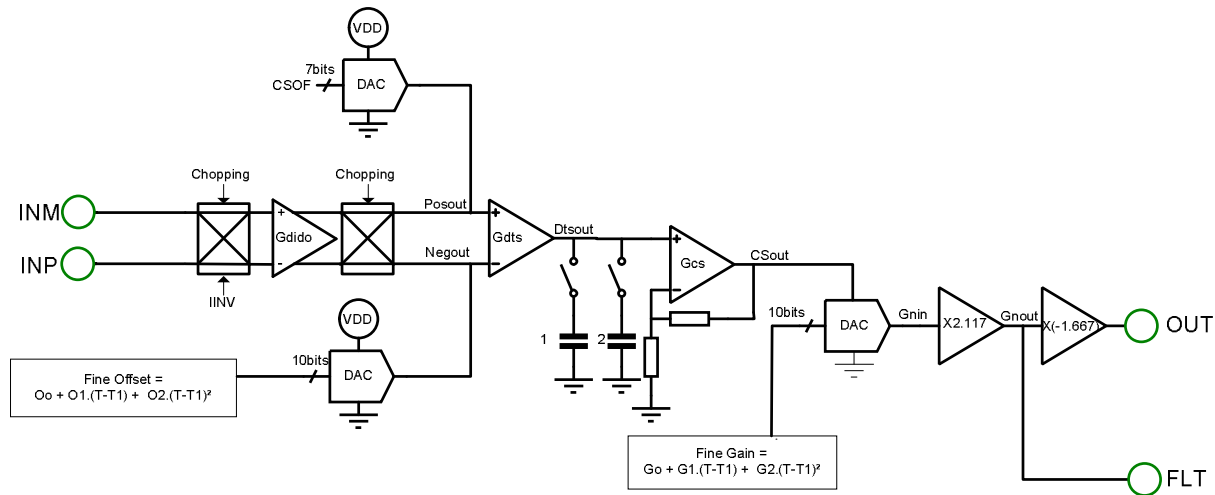 VDD
7bits
CSOF
DAC
Chopping
Chopping
INM
Posout
+
+
Gdido
Gdts
Dtsout
+
INP
-
Negout
−
Gcs
CSout
IINV
−
VDD
10bits
DAC
Gnin
X2.117
Gnout
X(-1.667)
OUT
1
2
10bits
DAC
Fine Offset =
Oo + O1.(T-T1) + O2.(T-T1)²
Fine Gain =
Go + G1.(T-T1) + G2.(T-T1)²
FLT